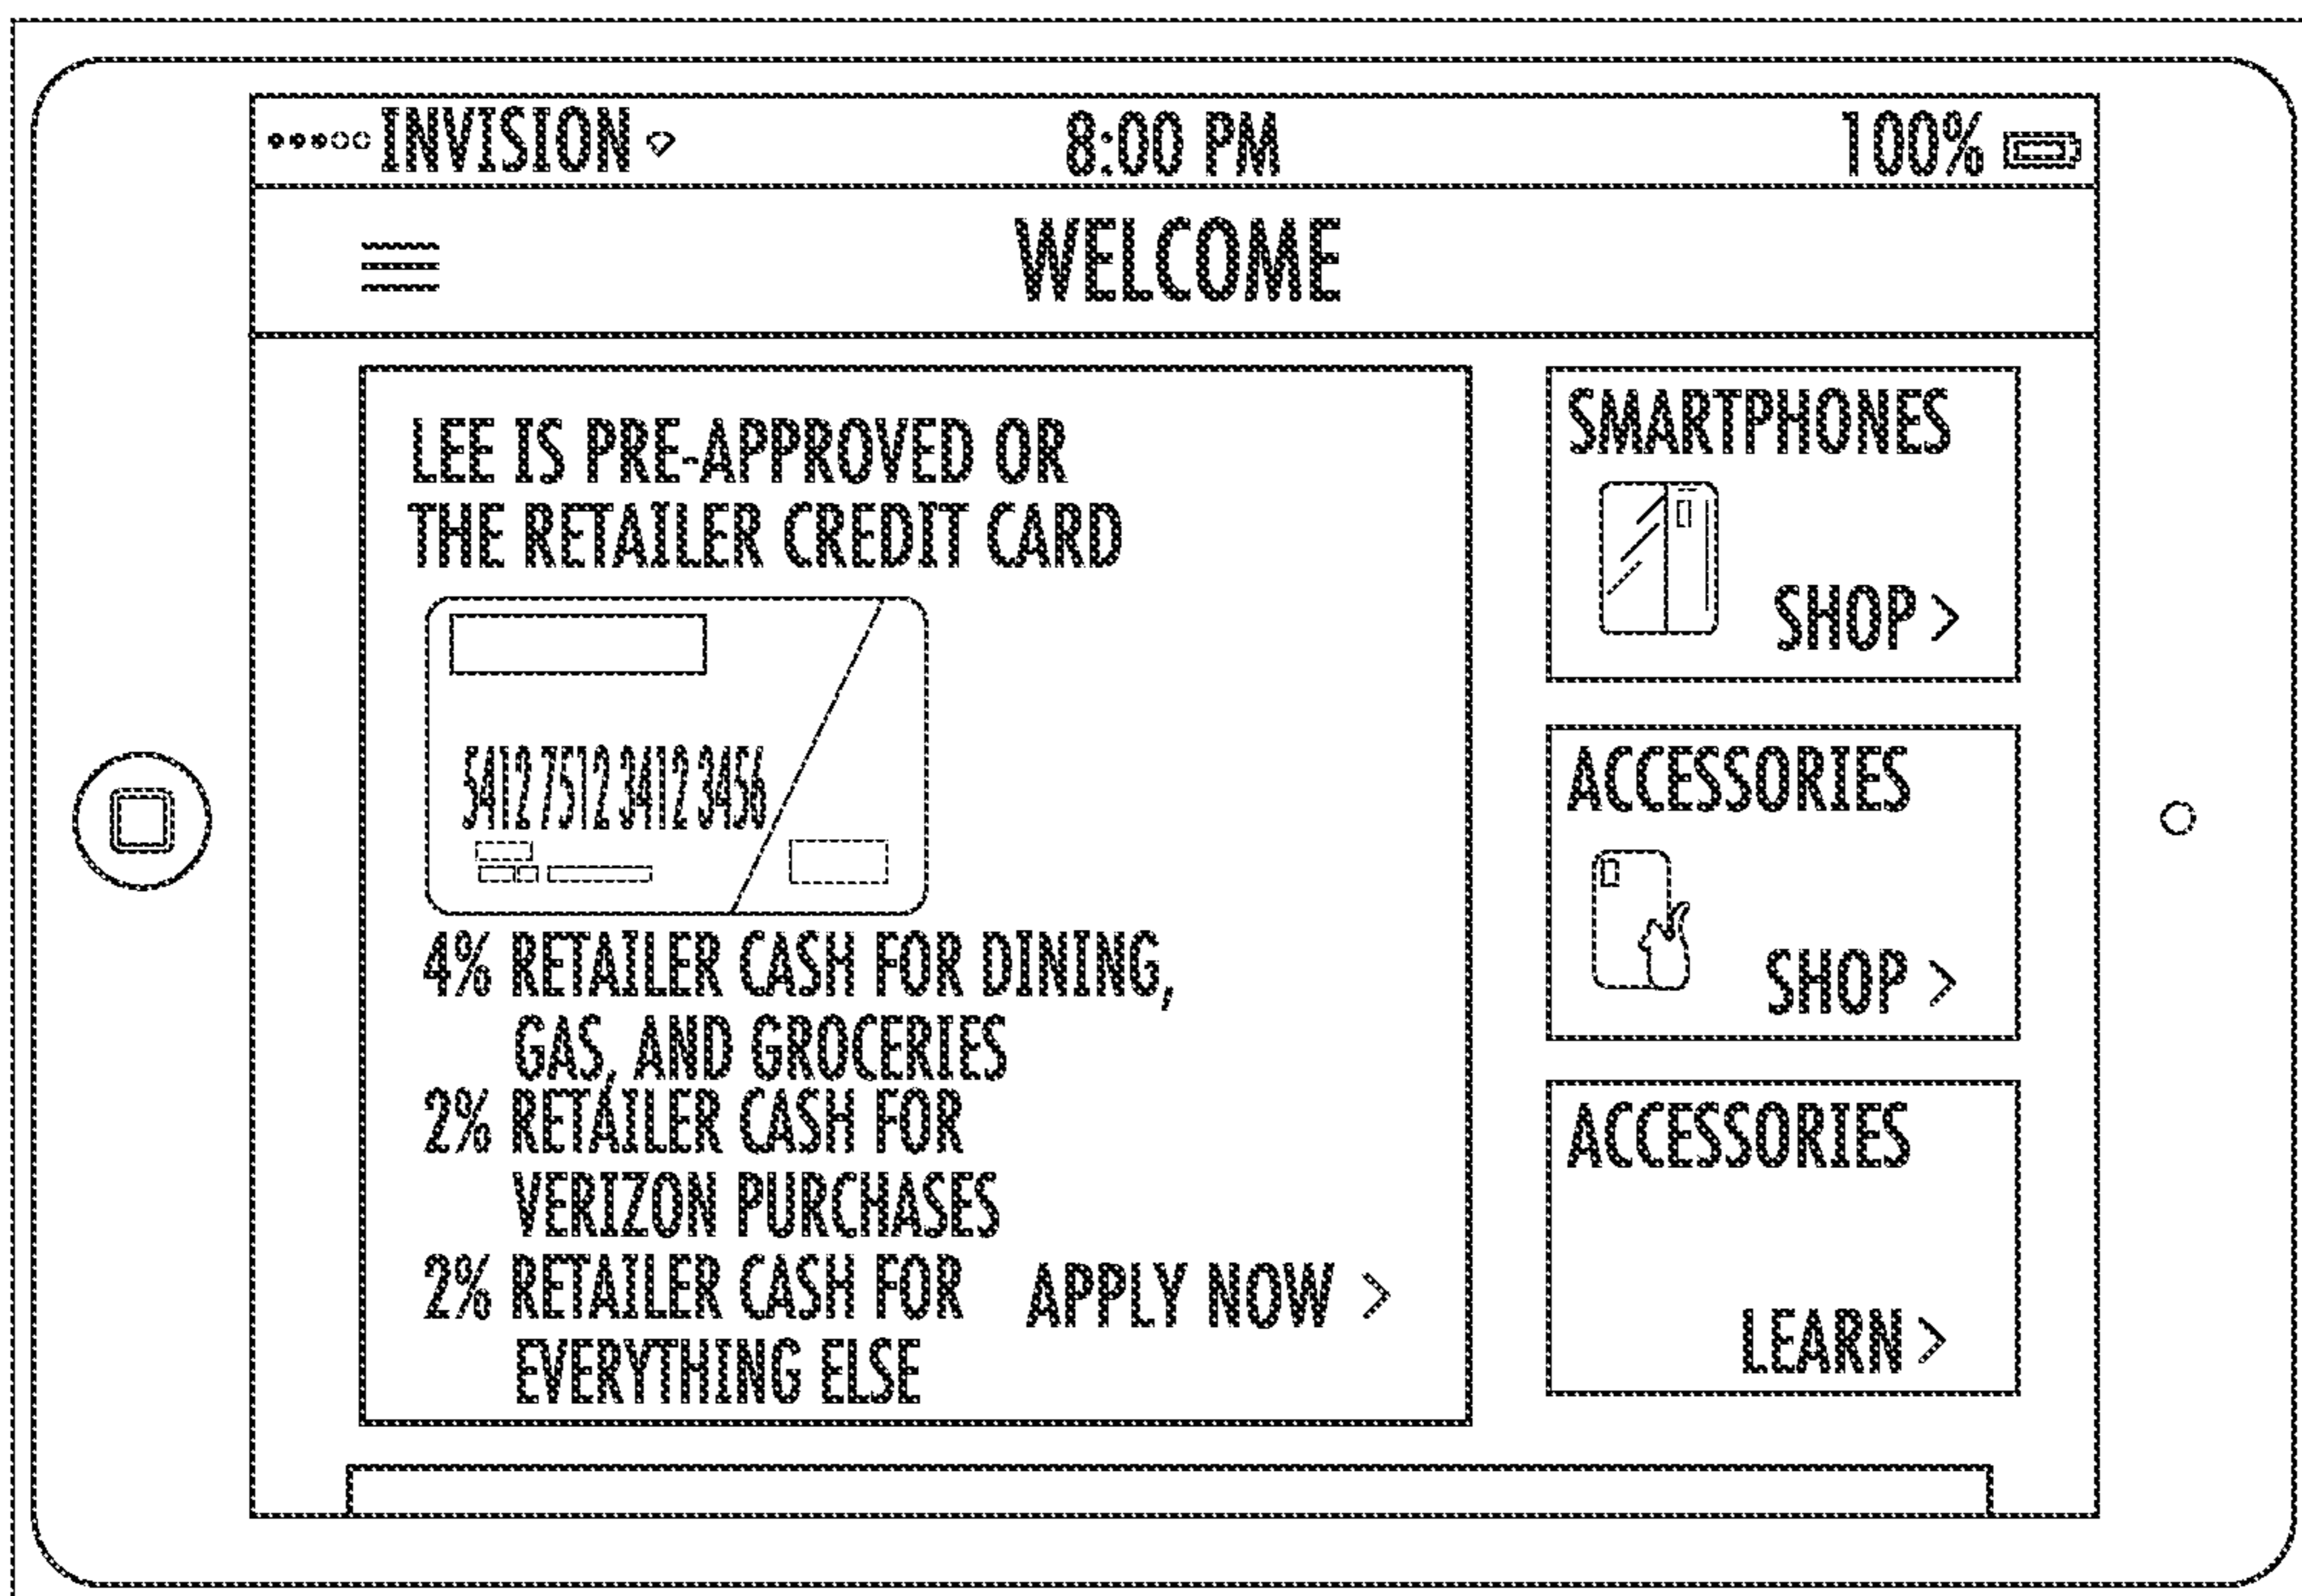 INVISION
8:00 PM
100%
WELCOME
LEE IS PRE-APPROVED OR
THE RETAILER CREDIT CARD
5412 7512 3412 3456
4% RETAILER CASH FOR DINING,
GAS, AND GROCERIES
2% RETAILER CASH FOR
VERIZON PURCHASES
2% RETAILER CASH FOR
EVERYTHING ELSE
APPLY NOW >
SMARTPHONES
SHOP >
ACCESSORIES
SHOP >
ACCESSORIES
LEARN >